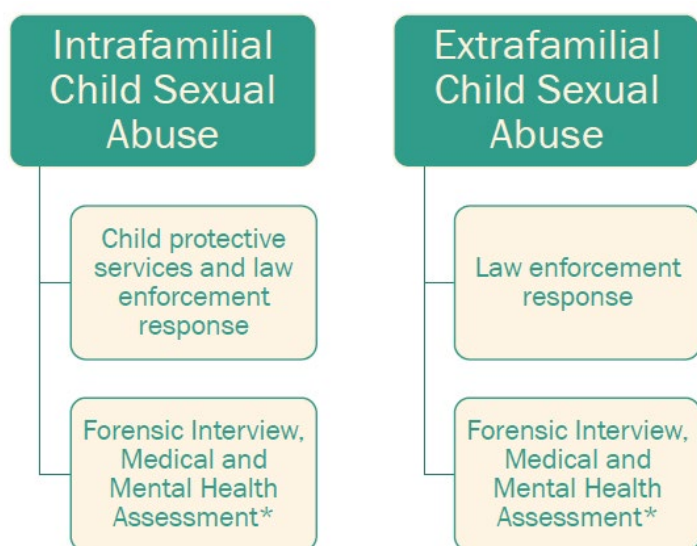 Intrafamilial
Child Sexual
Abuse
Child protective
services and law
enforcement
response
Forensic Interview,
Medical and
Mental Health
Assessment*
Extrafamilial
Child Sexual
Abuse
Law enforcement
response
Forensic Interview,
Medical and
Mental Health
Assessment*